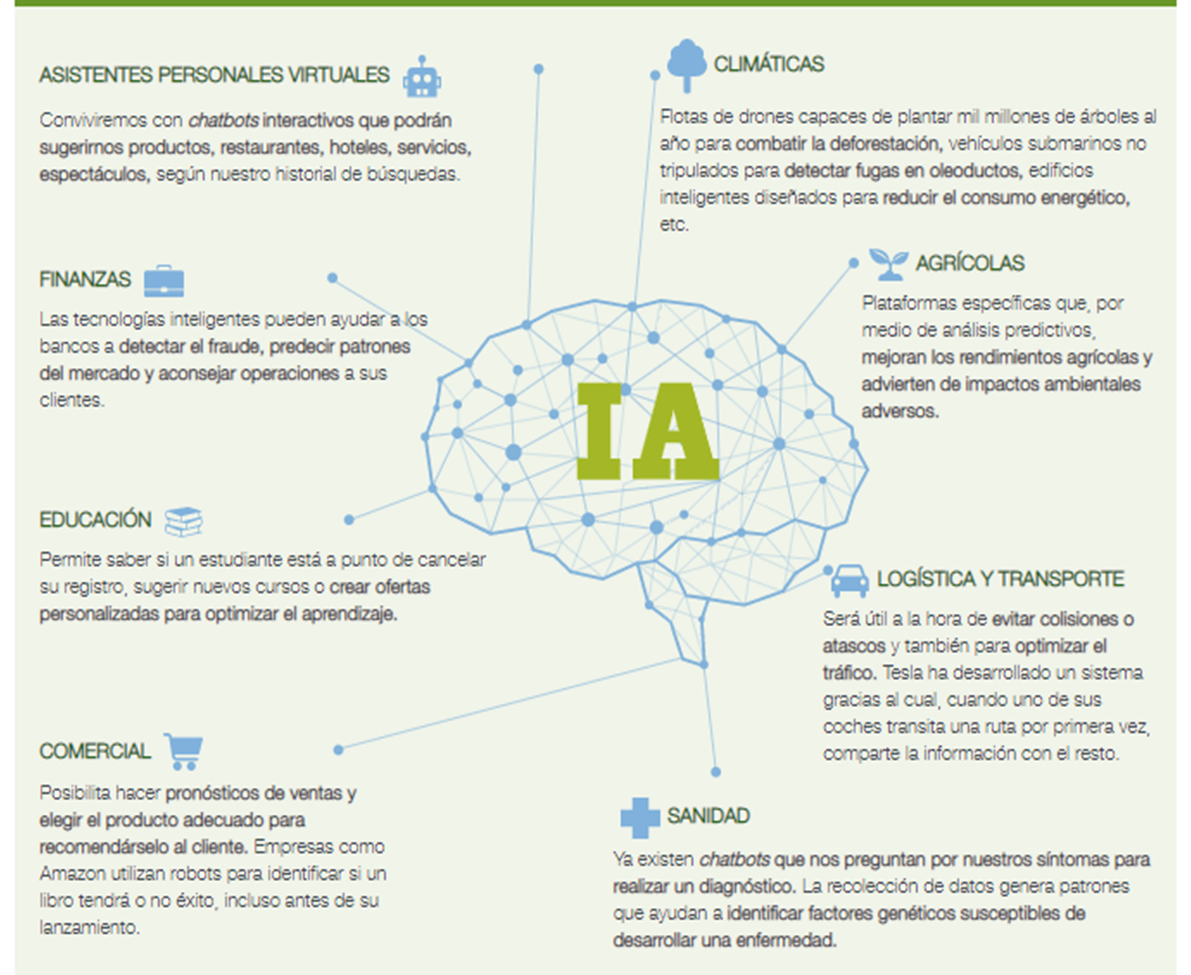 ASISTENTES PERSONALES VIRTUALES
Conviviremos con chatbots interactivos que podrán
sugerirnos productos, restaurantes, hoteles, servicios,
espectáculos, según nuestro historial de búsquedas.
CLIMÁTICAS
Flotas de drones capaces de plantar mil millones de árboles al
año para combatir la deforestación, vehículos submarinos no
tripulados para detectar fugas en oleoductos, edificios
inteligentes diseñados para reducir el consumo energético,
etc.
FINANZAS
Las tecnologías inteligentes pueden ayudar a los
bancos a detectar el fraude, predecir patrones
del mercado y aconsejar operaciones a sus
clientes.
AGRÍCOLAS
Plataformas específicas que, por
medio de análisis predictivos,
mejoran los rendimientos agrícolas y
advierten de impactos ambientales
adversos.
IA
EDUCACIÓN
Permite saber si un estudiante está a punto de cancelar
su registro, sugerir nuevos cursos o crear ofertas
personalizadas para optimizar el aprendizaje.
LOGÍSTICA Y TRANSPORTE
Será útil a la hora de evitar colisiones o
atascos y también para optimizar el
tráfico. Tesla ha desarrollado un sistema
gracias al cual, cuando uno de sus
coches transita una ruta por primera vez,
comparte la información con el resto.
COMERCIAL
Posibilita hacer pronósticos de ventas y
elegir el producto adecuado para
recomendárselo al cliente. Empresas como
Amazon utilizan robots para identificar si un
libro tendrá o no éxito, incluso antes de su
lanzamiento.
SANIDAD
Ya existen chatbots que nos preguntan por nuestros síntomas para
realizar un diagnóstico. La recolección de datos genera patrones
que ayudan a identificar factores genéticos susceptibles de
desarrollar una enfermedad.